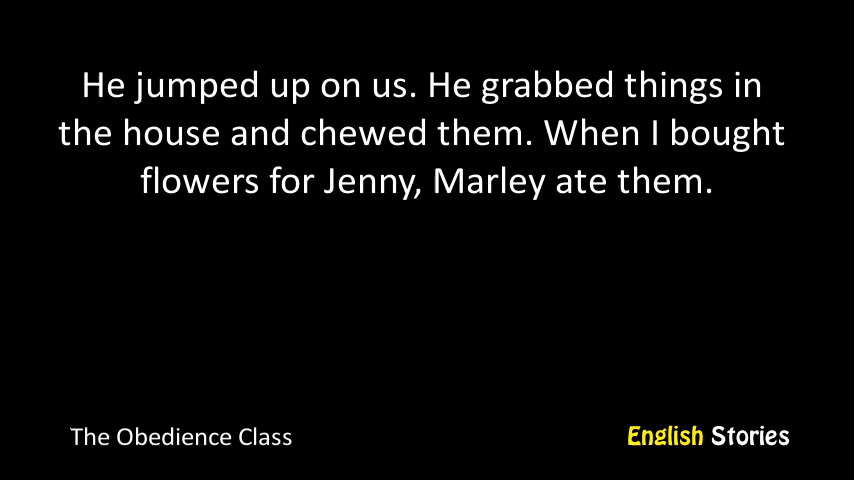 He jumped up on us. He grabbed things in
the house and chewed them. When I bought
flowers for Jenny, Marley ate them.
The Obedience Class
English Stories